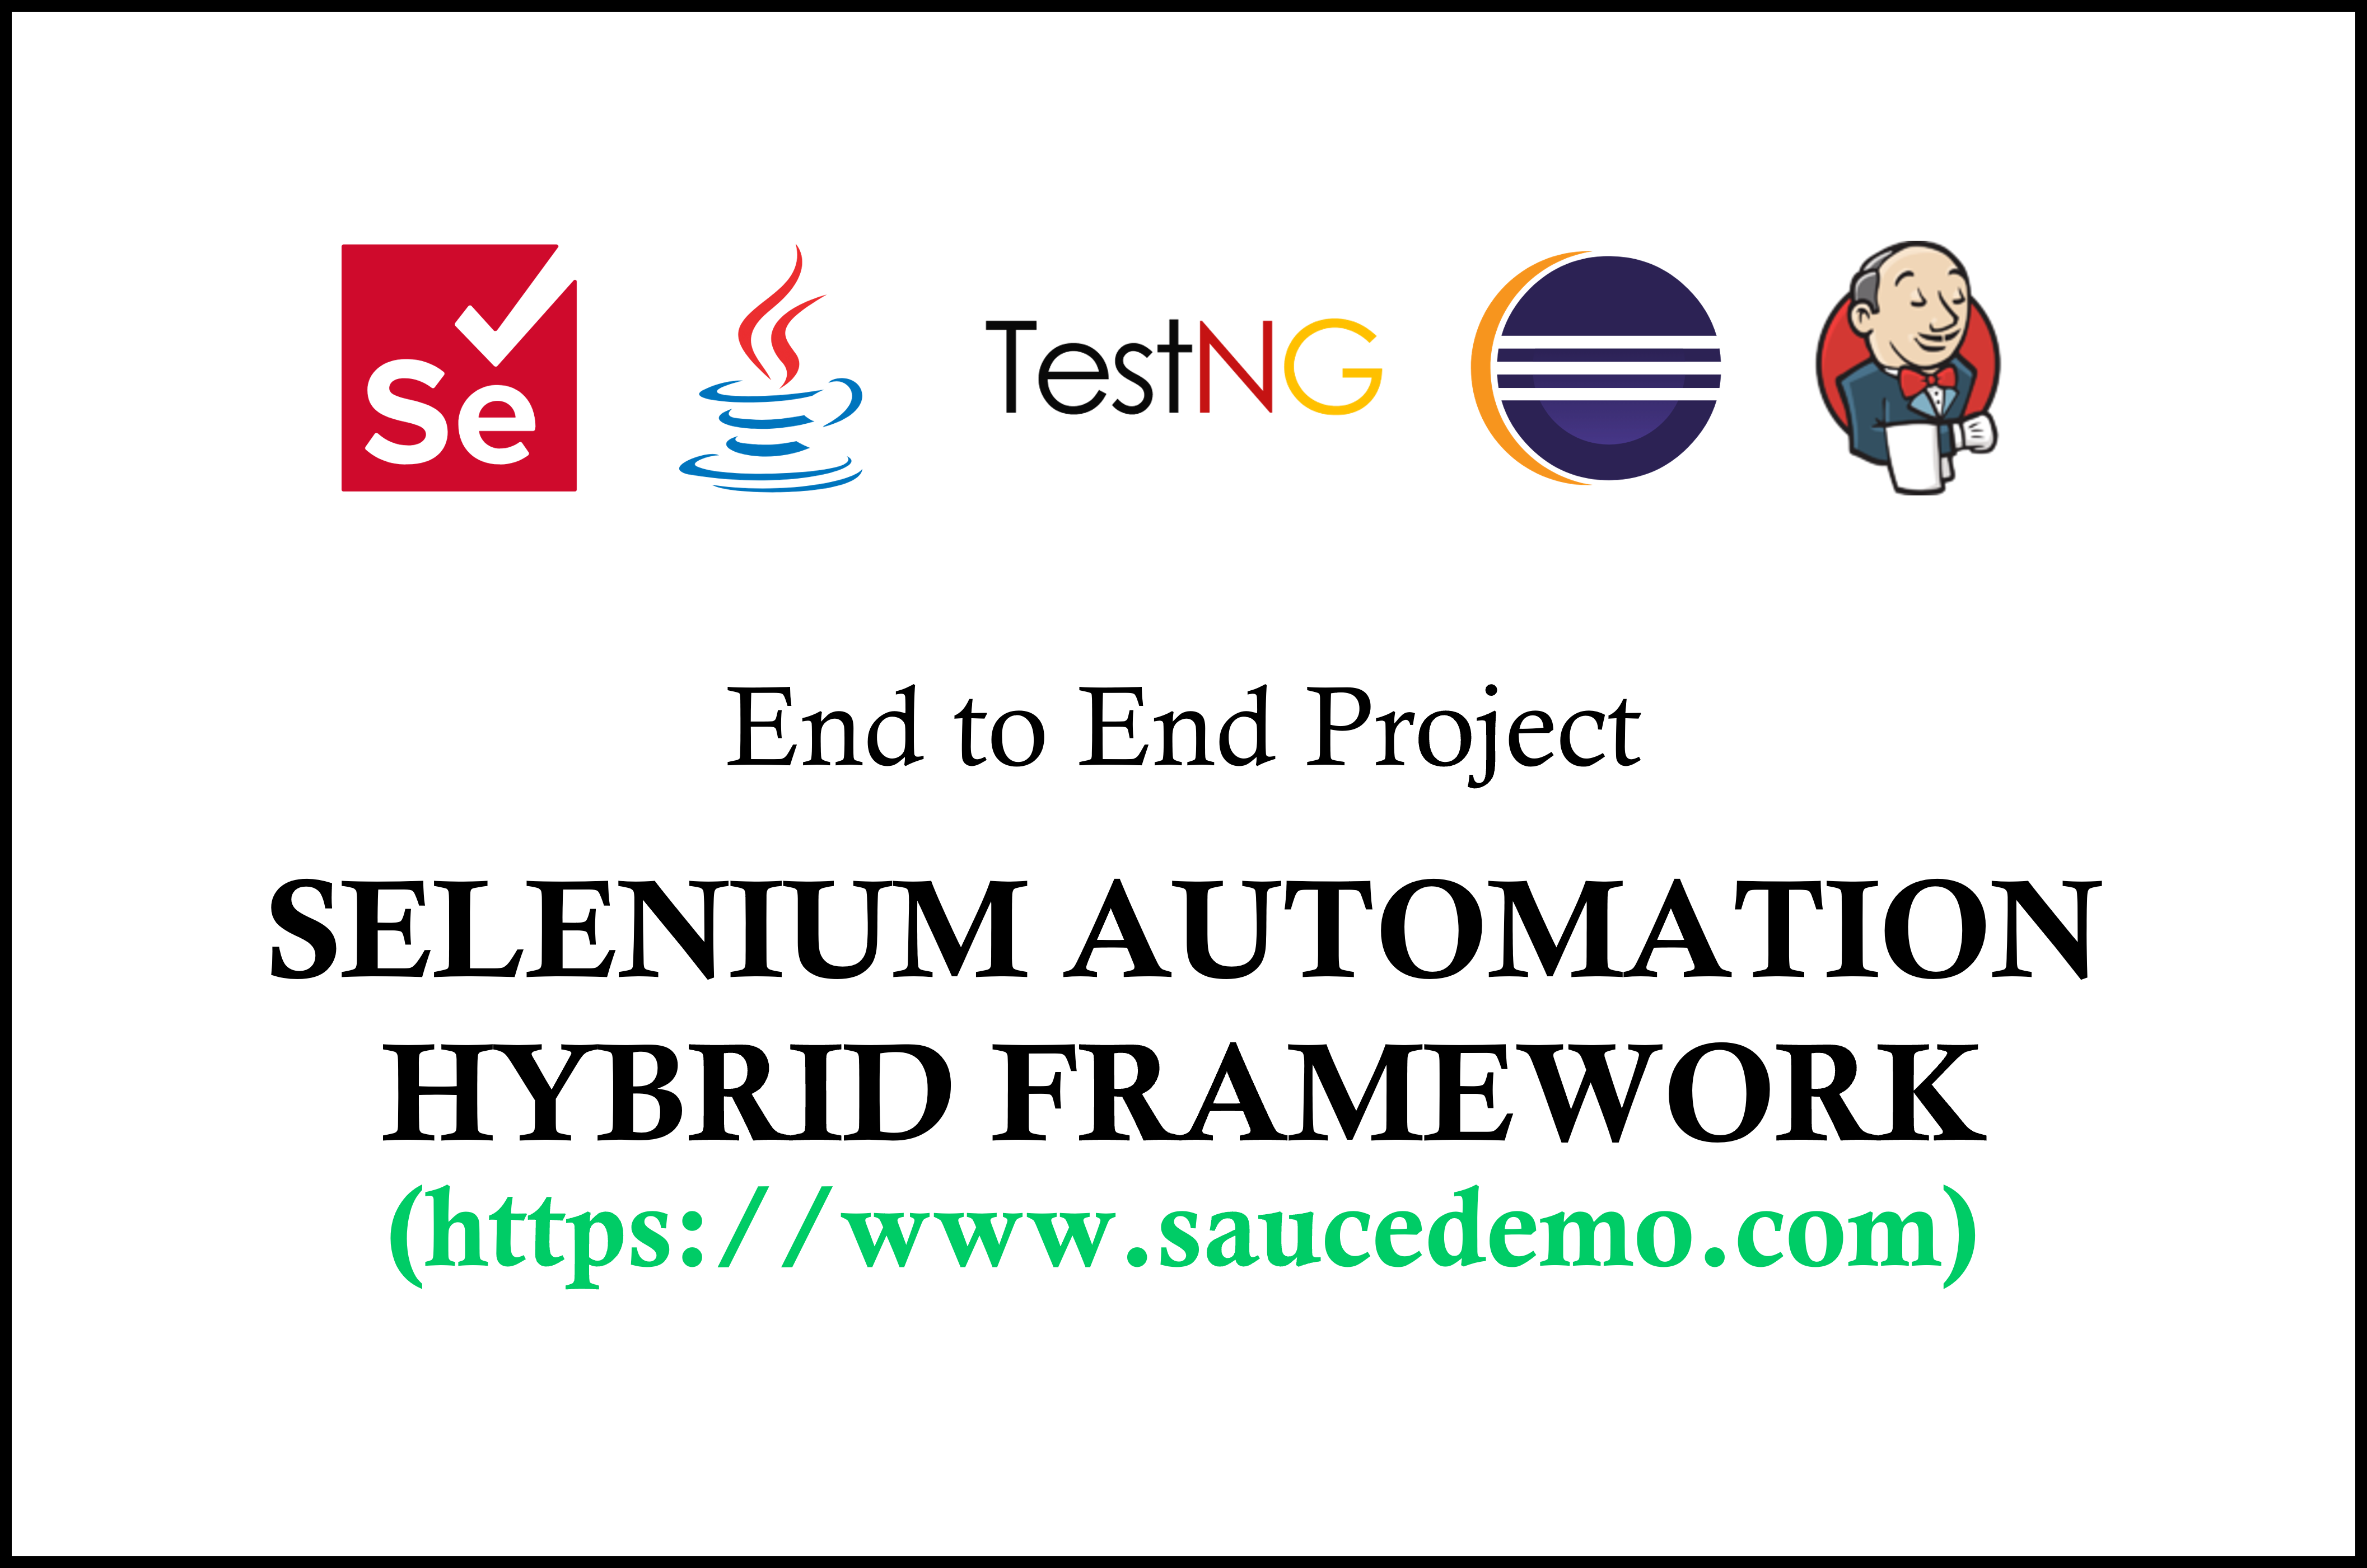 Se
TestNG
End to End Project
SELENIUM AUTOMATION
HYBRID FRAMEWORK
(https://www.saucedemo.com)